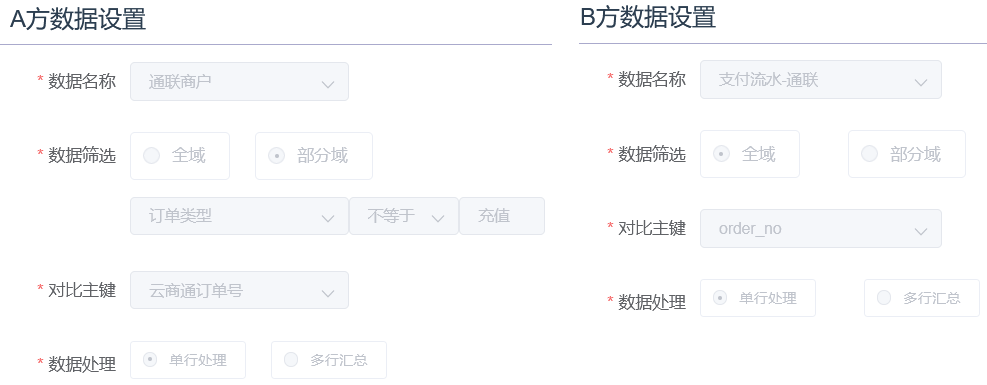 A方数据设置
* 数据名称 通联商户
* 数据筛选 全域 部分域
订单类型 不等于 充值
* 对比主键 云商通订单号
* 数据处理 单行处理 多行汇总
B方数据设置
* 数据名称 支付流水-通联
* 数据筛选 全域 部分域
* 对比主键 order_no
* 数据处理 单行处理 多行汇总